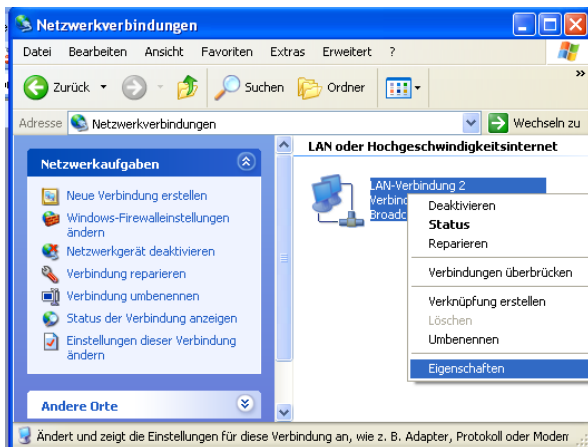 Netzwerkverbindungen
Datei Bearbeiten Ansicht Favoriten Extras Erweitert ?
Zurück Suchen Ordner
Adresse Netzwerkverbindungen Wechseln zu
Netzwerkaufgaben
Neue Verbindung erstellen
Windows-Firewalleinstellungen
ändern
Netzwerkgerät deaktivieren
Verbindung reparieren
Verbindung umbenennen
Status der Verbindung anzeigen
Einstellungen dieser Verbindung
ändern
Andere Orte
LAN oder Hochgeschwindigkeitsinternet
LAN-Verbindung 2
Deaktivieren
Status
Reparieren
Verbindungen überbrücken
Verknüpfung erstellen
Löschen
Umbenennen
Eigenschaften
Ändert und zeigt die Einstellungen für diese Verbindung an, wie z. B. Adapter, Protokoll oder